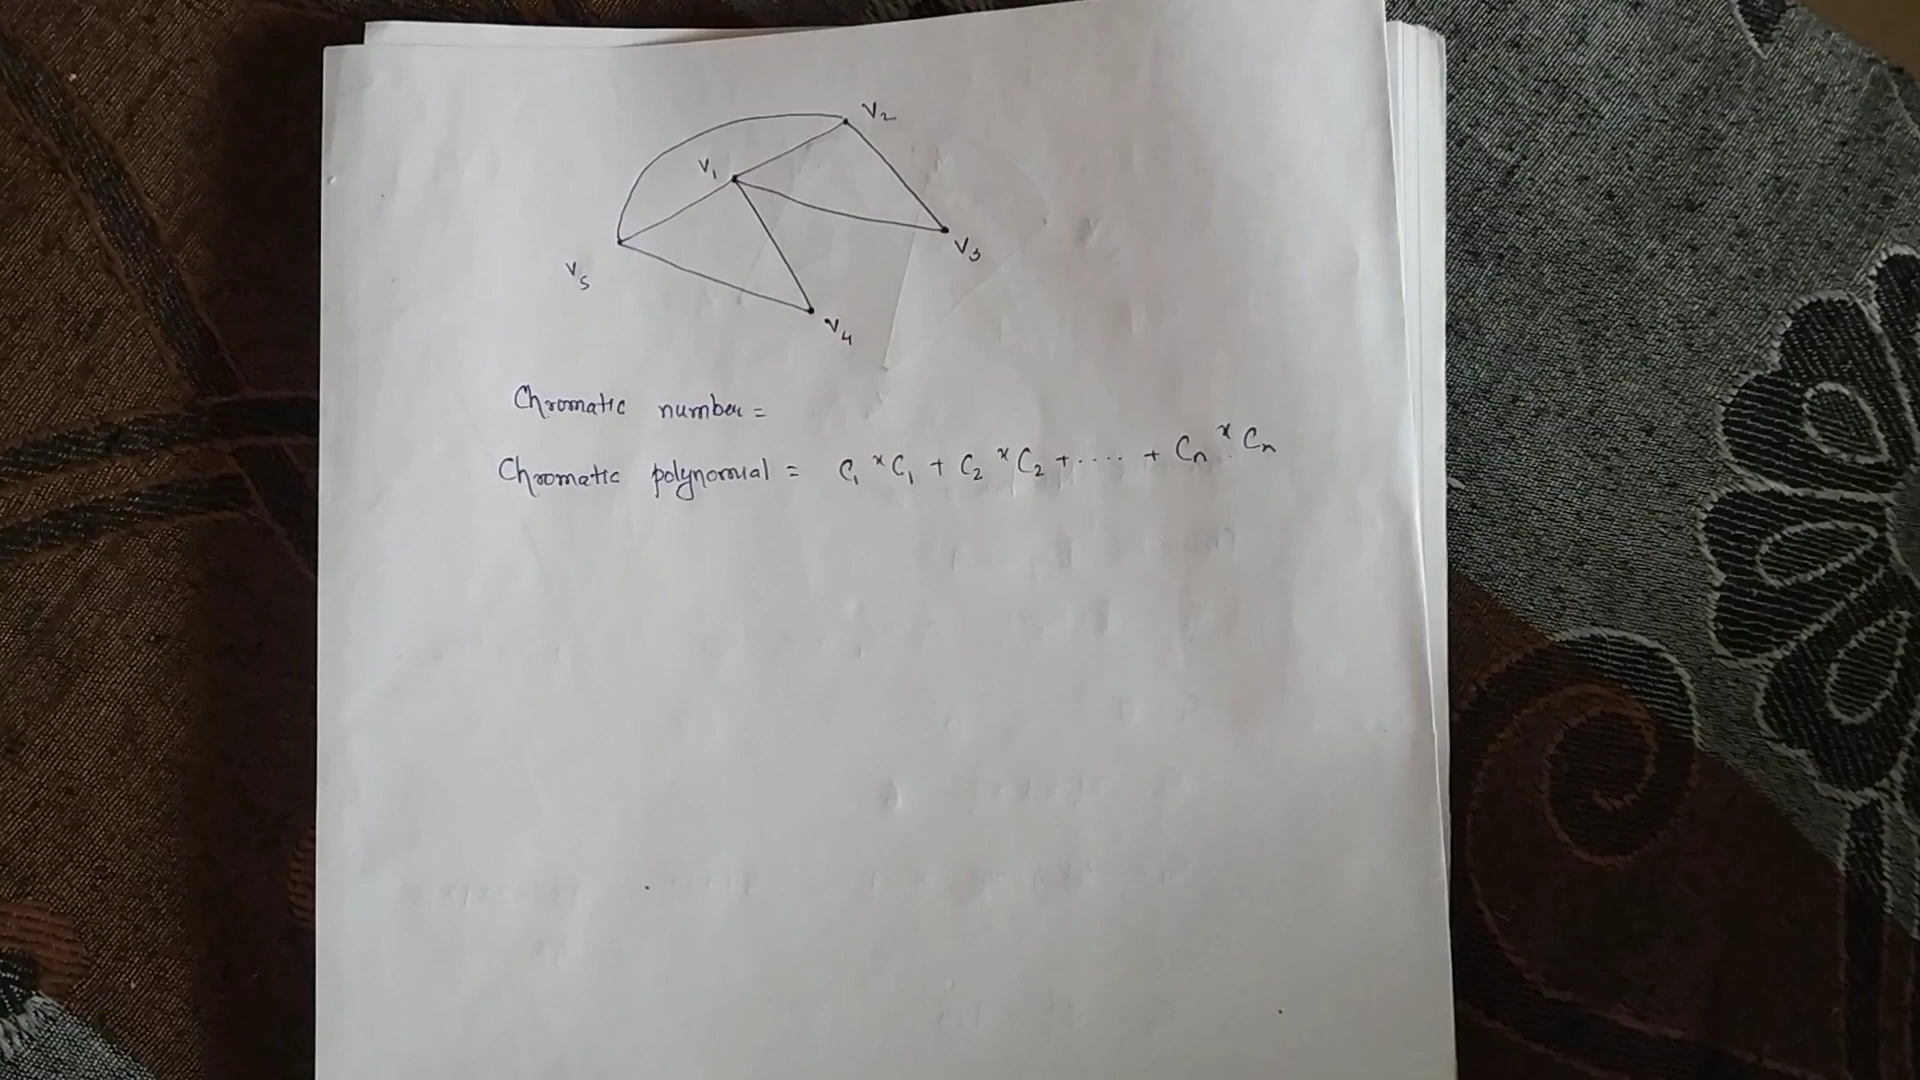 V2
V1
V3
V5
V4
Chromatic number =
Chromatic polynomial = C1 x C1 + C2 x C2 + .... + Cn x Cn